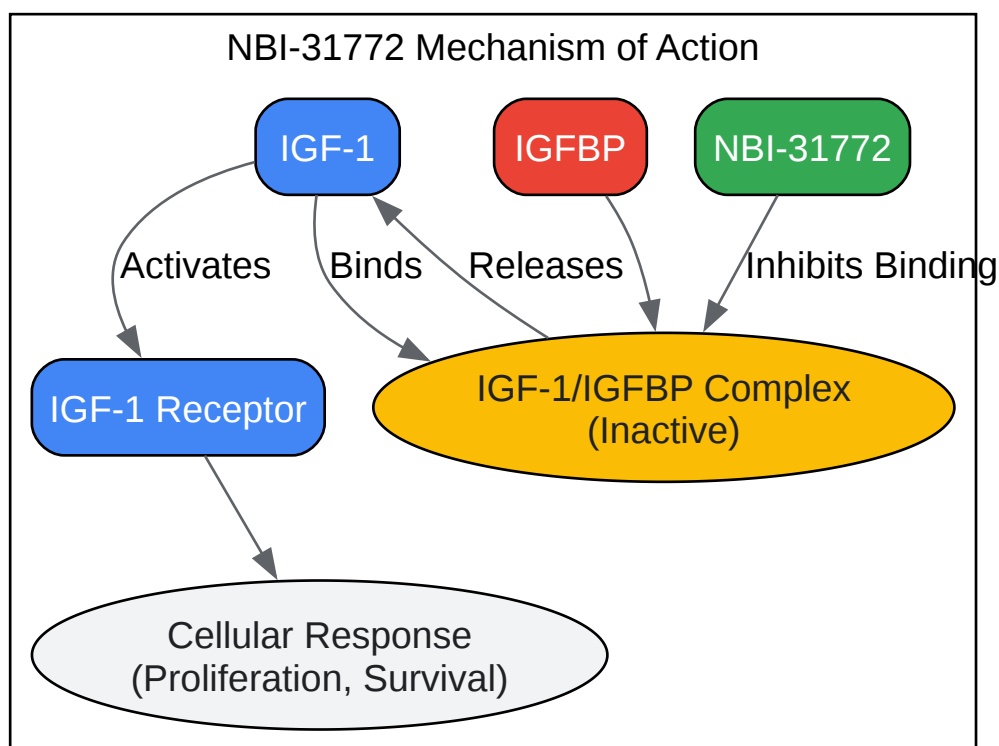 NBI-31772 Mechanism of Action
IGF-1
IGFBP
NBI-31772
Activates
Binds
Releases
Inhibits Binding
IGF-1 Receptor
IGF-1/IGFBP Complex
(Inactive)
Cellular Response
(Proliferation, Survival)